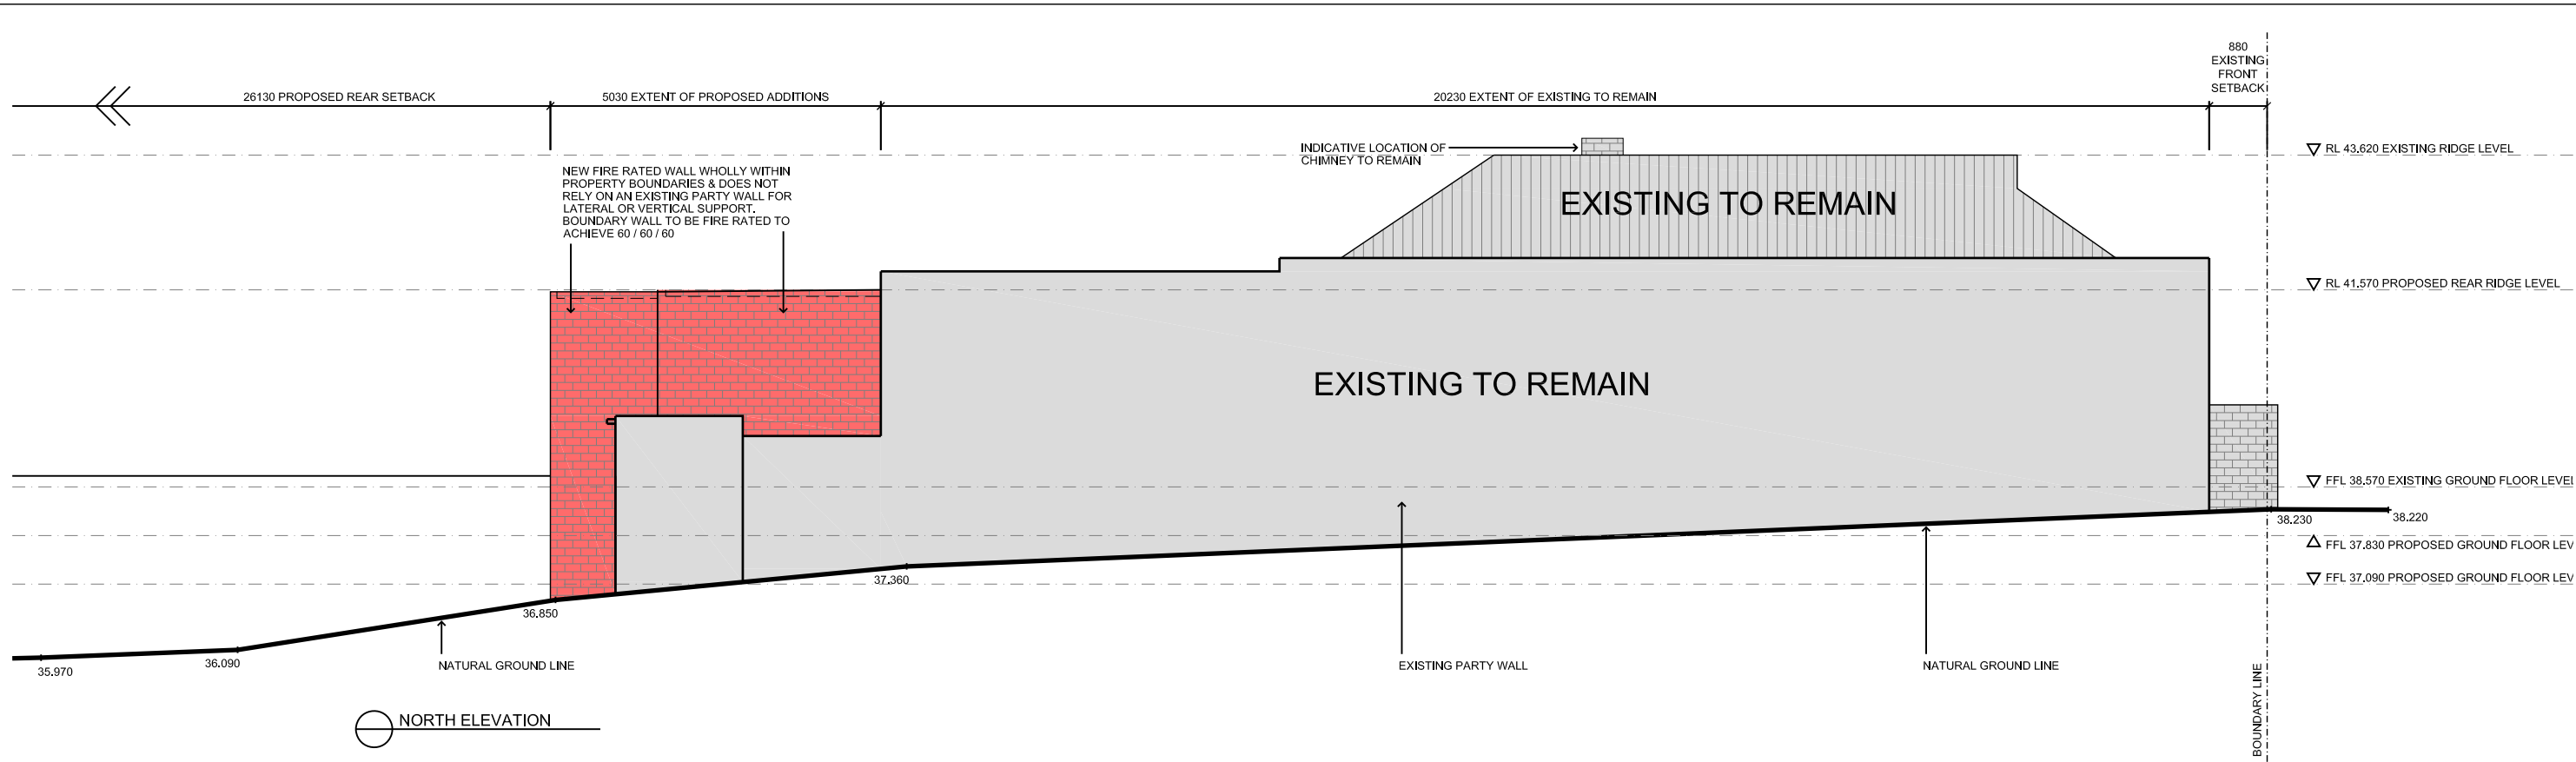 880
EXISTING
FRONT
SETBACK
26130 PROPOSED REAR SETBACK
5030 EXTENT OF PROPOSED ADDITIONS
20230 EXTENT OF EXISTING TO REMAIN
INDICATIVE LOCATION OF
CHIMNEY TO REMAIN
RL 43.620 EXISTING RIDGE LEVEL
NEW FIRE RATED WALL WHOLLY WITHIN
PROPERTY BOUNDARIES & DOES NOT
RELY ON AN EXISTING PARTY WALL FOR
LATERAL OR VERTICAL SUPPORT.
BOUNDARY WALL TO BE FIRE RATED TO
ACHIEVE 60 / 60 / 60
EXISTING TO REMAIN
RL 41.570 PROPOSED REAR RIDGE LEVEL
EXISTING TO REMAIN
FFL 38.570 EXISTING GROUND FLOOR LEVEL
38.230
38.220
FFL 37.830 PROPOSED GROUND FLOOR LEV
37.360
FFL 37.090 PROPOSED GROUND FLOOR LEV
36.850
36.090
35.970
NATURAL GROUND LINE
EXISTING PARTY WALL
NATURAL GROUND LINE
BOUNDARY LINE
NORTH ELEVATION